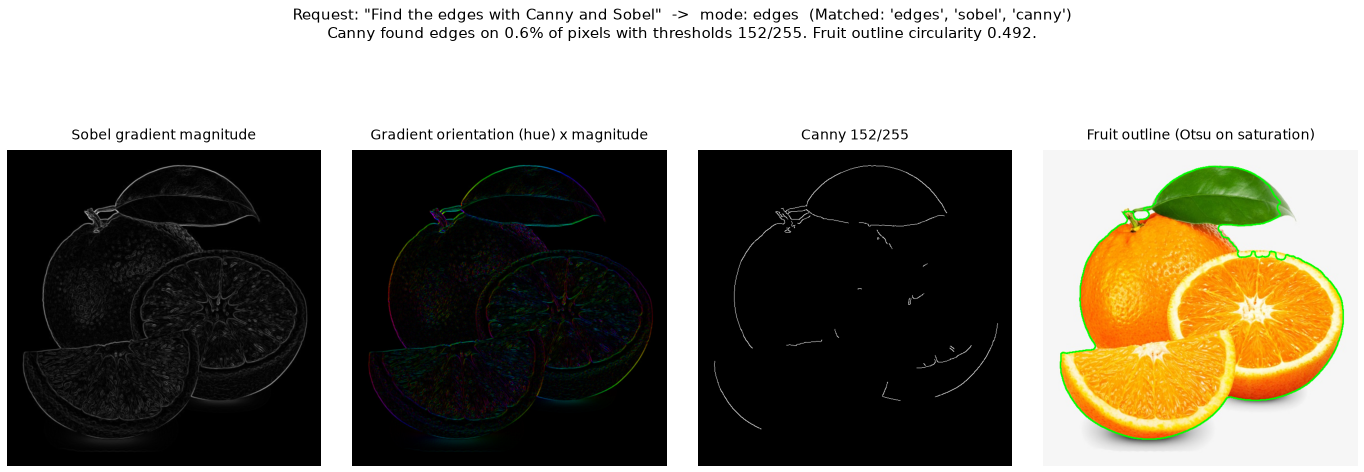 Request: "Find the edges with Canny and Sobel"  ->  mode: edges  (Matched: 'edges', 'sobel', 'canny')
Canny found edges on 0.6% of pixels with thresholds 152/255. Fruit outline circularity 0.492.
Sobel gradient magnitude
Gradient orientation (hue) x magnitude
Canny 152/255
Fruit outline (Otsu on saturation)